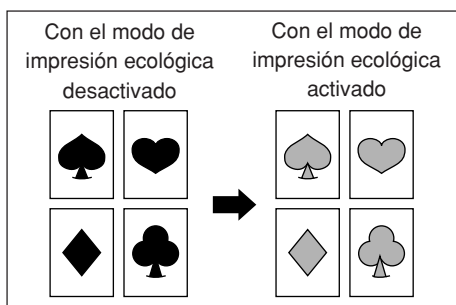 Con el modo de
impresión ecológica
desactivado
Con el modo de
impresión ecológica
activado